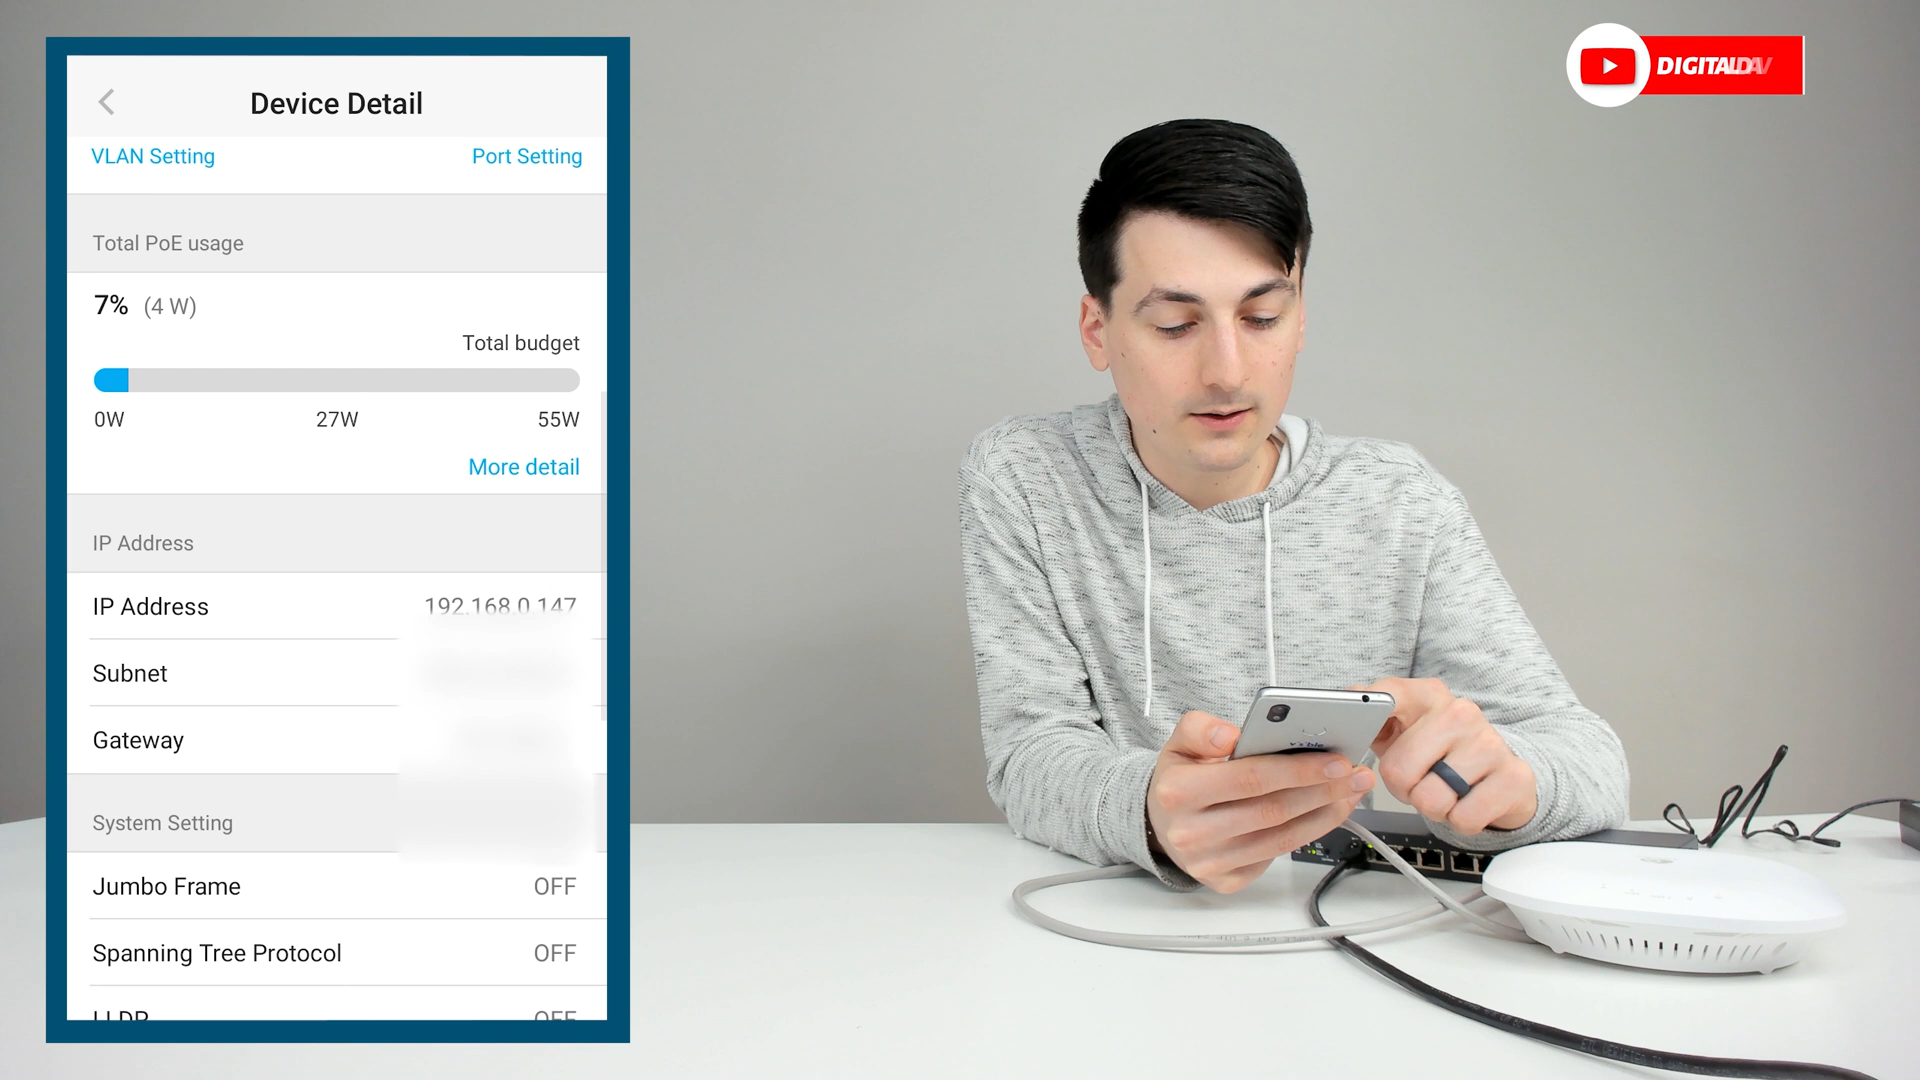 Device Detail
VLAN Setting
Port Setting
Total PoE usage
7% (4 W)
Total budget
0W 27W 55W
More detail
IP Address
IP Address 192.168.0.147
Subnet
Gateway
System Setting
Jumbo Frame OFF
Spanning Tree Protocol OFF
LLDP OFF
DIGITALDAV